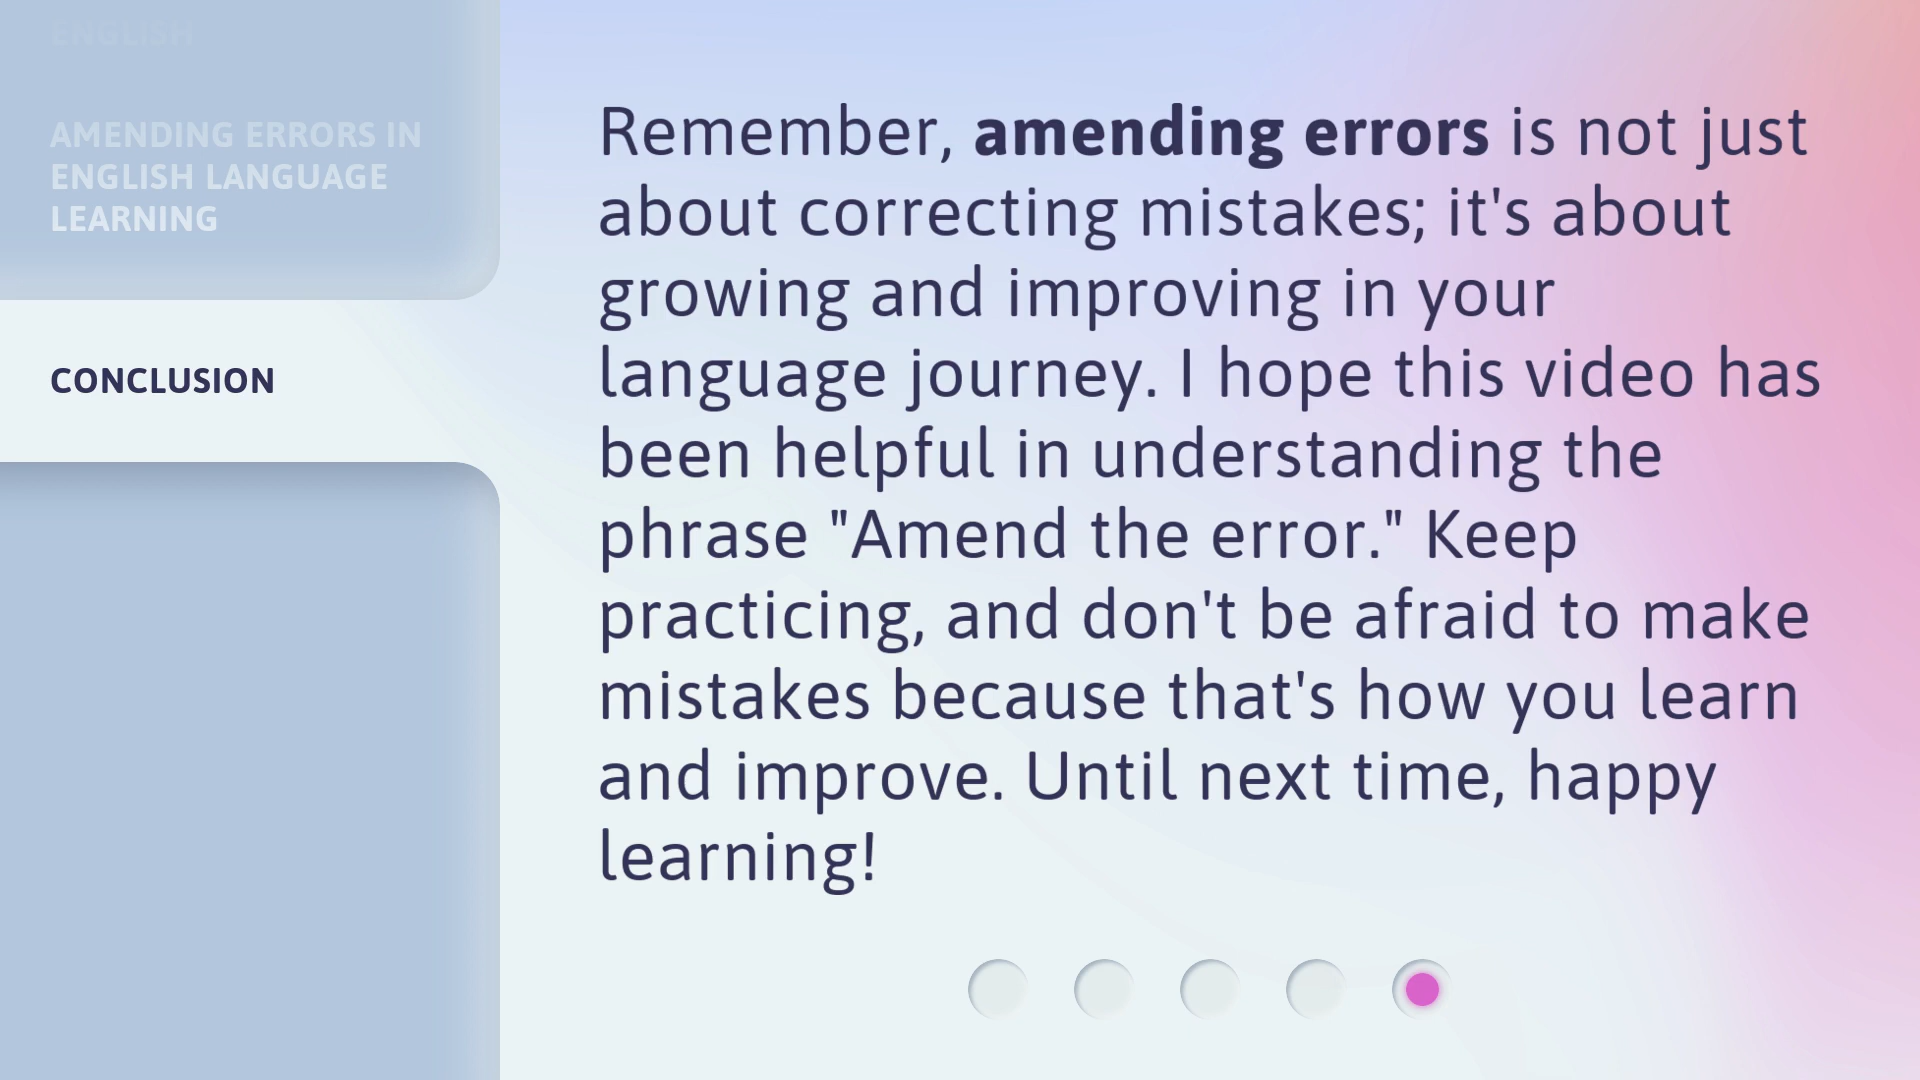 ENGLISH
AMENDING ERRORS IN
ENGLISH LANGUAGE
LEARNING
CONCLUSION
Remember, amending errors is not just
about correcting mistakes; it's about
growing and improving in your
language journey. I hope this video has
been helpful in understanding the
phrase "Amend the error." Keep
practicing, and don't be afraid to make
mistakes because that's how you learn
and improve. Until next time, happy
learning!